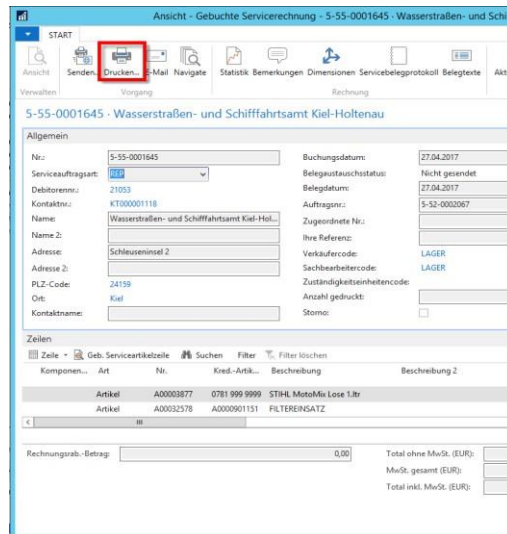 Ansicht - Gebuchte Servicerechnung - 5-55-0001645 · Wasserstraßen- und Schi
START
Ansicht Senden... Drucken... E-Mail Navigate Statistik Bemerkungen Dimensionen Servicebelegprotokoll Belegtexte Akt
Verwalten Vorgang Rechnung
5-55-0001645 · Wasserstraßen- und Schifffahrtsamt Kiel-Holtenau
Allgemein
Nr.: 5-55-0001645 Buchungsdatum: 27.04.2017
Serviceauftragsart: REP Belegaustauschsstatus: Nicht gesendet
Debitorennr.: 21053 Belegdatum: 27.04.2017
Kontaktnr.: KT000001118 Auftragsnr.: 5-52-0002067
Name: Wasserstraßen- und Schifffahrtsamt Kiel-Hol... Zugeordnete Nr.:
Name 2: Ihre Referenz:
Adresse: Schleuseninsel 2 Verkäufercode: LAGER
Adresse 2: Sachbearbeitercode: LAGER
PLZ-Code: 24159 Zuständigkeitseinheitencode:
Ort: Kiel Anzahl gedruckt:
Kontaktname: Storno:
Zeilen
Zeile Geb. Serviceartikelzeile Suchen Filter Filter löschen
Komponen... Art Nr. Kred.-Artik... Beschreibung Beschreibung 2
Artikel A00003877 0781 999 9999 STIHL MotoMix Lose 1.ltr
Artikel A00032578 A0000901151 FILTEREINSATZ
Rechnungsrab.-Betrag: 0,00 Total ohne MwSt. (EUR):
MwSt. gesamt (EUR):
Total inkl. MwSt. (EUR):